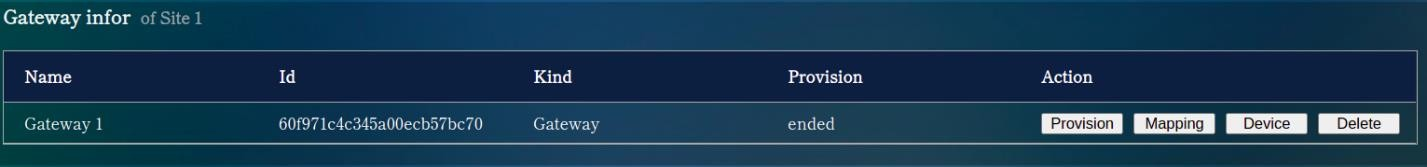 Gateway infor of Site 1
Name Id Kind Provision Action
Gateway 1 60f971c4c345a00ecb57bc70 Gateway ended Provision Mapping Device Delete